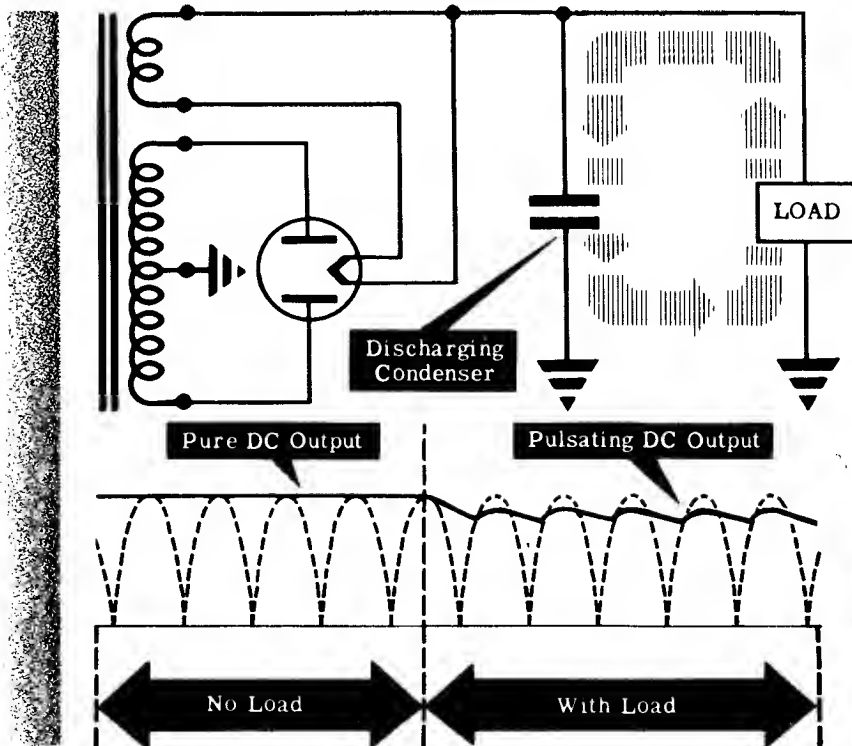 LOAD
Discharging
Condenser
Pure DC Output
Pulsating DC Output
No Load
With Load